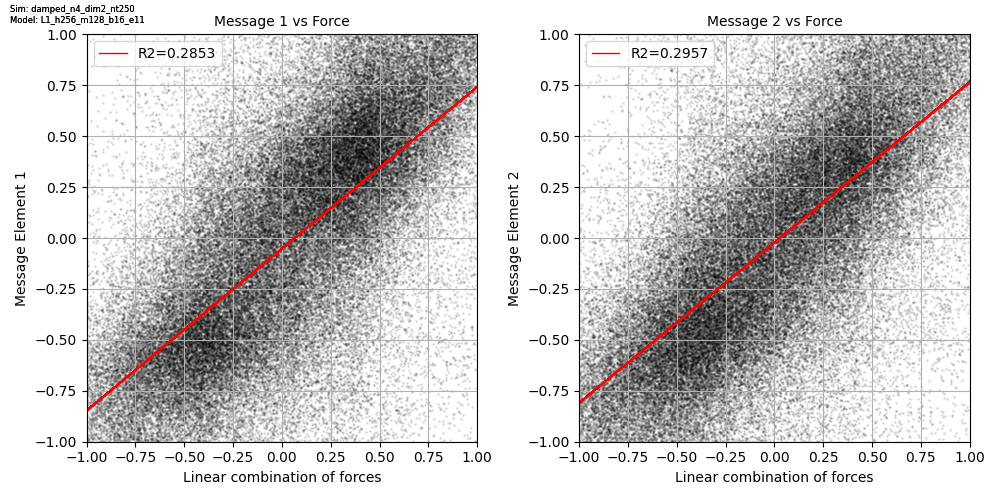 Sim: damped_n4_dim2_nt250
Model: L1_h256_m128_b16_e11
Message 1 vs Force
R2=0.2853
1.00
0.75
0.50
0.25
0.00
−0.25
−0.50
−0.75
−1.00
Message Element 1
−1.00 −0.75 −0.50 −0.25 0.00 0.25 0.50 0.75 1.00
Linear combination of forces
Message 2 vs Force
R2=0.2957
1.00
0.75
0.50
0.25
0.00
−0.25
−0.50
−0.75
−1.00
Message Element 2
−1.00 −0.75 −0.50 −0.25 0.00 0.25 0.50 0.75 1.00
Linear combination of forces